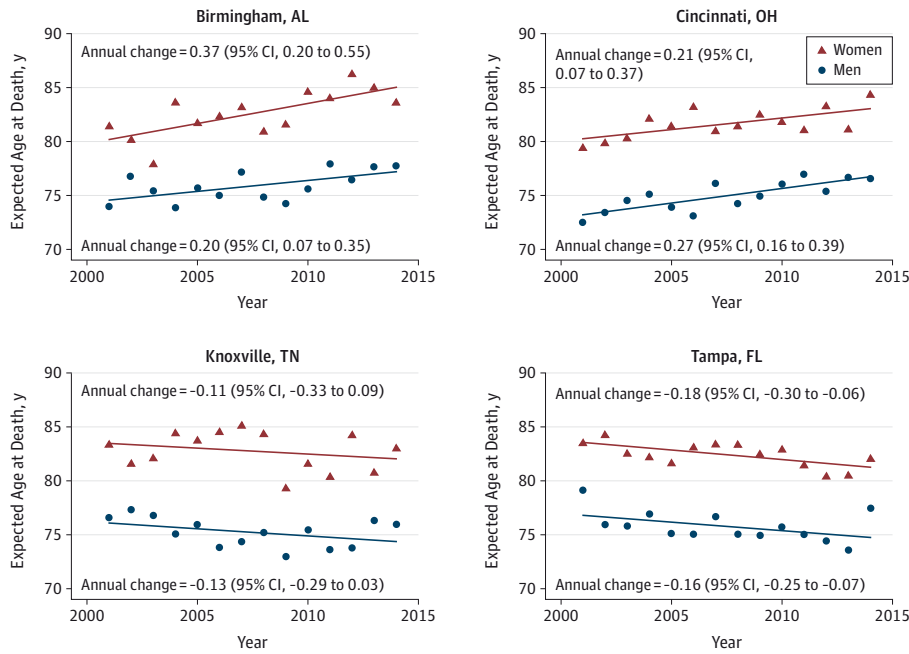 Birmingham, AL
90
85
80
75
70
Expected Age at Death, y
Annual change = 0.37 (95% CI, 0.20 to 0.55)
Annual change = 0.20 (95% CI, 0.07 to 0.35)
2000
2005
2010
2015
Year
Cincinnati, OH
90
85
80
75
70
Expected Age at Death, y
Annual change = 0.21 (95% CI,
0.07 to 0.37)
Women
Men
Annual change = 0.27 (95% CI, 0.16 to 0.39)
2000
2005
2010
2015
Year
Knoxville, TN
90
85
80
75
70
Expected Age at Death, y
Annual change = –0.11 (95% CI, –0.33 to 0.09)
Annual change = –0.13 (95% CI, –0.29 to 0.03)
2000
2005
2010
2015
Year
Tampa, FL
90
85
80
75
70
Expected Age at Death, y
Annual change = –0.18 (95% CI, –0.30 to –0.06)
Annual change = –0.16 (95% CI, –0.25 to –0.07)
2000
2005
2010
2015
Year